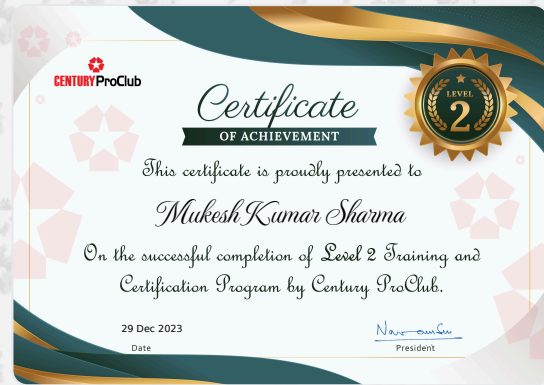 CENTURY ProClub
LEVEL
2
Certificate
OF ACHIEVEMENT
This certificate is proudly presented to
Mukesh Kumar Sharma
On the successful completion of Level 2 Training and
Certification Program by Century ProClub.
29 Dec 2023
Date
President